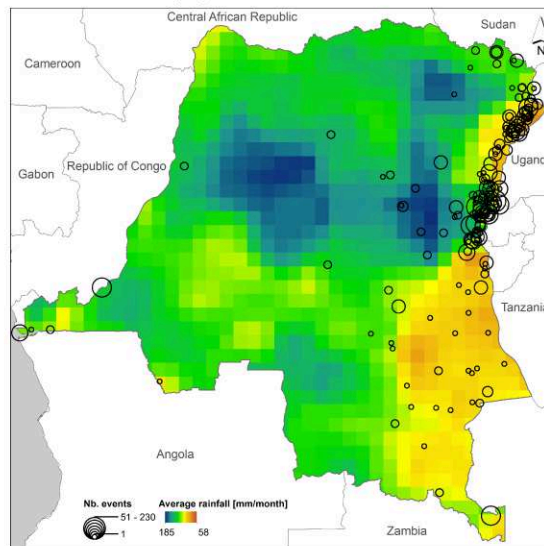 Central African Republic
Sudan
Cameroon
N
Republic of Congo
Gabon
Ugand
Tanzania
Angola
Nb. events
Average rainfall [mm/month]
51 - 230
1
185
58
Zambia